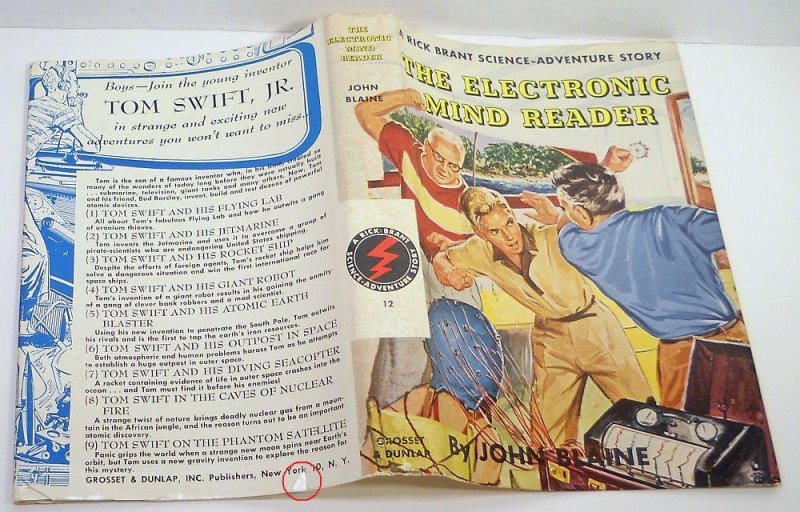 Boys—Join the young inventor
TOM SWIFT, JR.
in strange and exciting new
adventures you won't want to miss..
Tom is the son of a famous inventor who, in his time, created so
many of the wonders of today long before they were actually built
. . . submarine, television, giant tanks and many others. Now, Tom
and his friend, Bud Barclay, invent, build and test dozens of powerful
atomic devices.
(1) TOM SWIFT AND HIS FLYING LAB
All about Tom's fabulous Flying Lab and how he outwits a gang
of uranium thieves.
(2) TOM SWIFT AND HIS JETMARINE
Tom invents the Jetmarine and uses it to overcome a group of
pirate-scientists who are endangering United States shipping.
(3) TOM SWIFT AND HIS ROCKET SHIP
Despite the efforts of foreign agents, Tom's rocket ship helps him
solve a dangerous situation and win the first international race for
space ships.
(4) TOM SWIFT AND HIS GIANT ROBOT
Tom's invention of a giant robot results in his gaining the enmity
of a gang of clever bank robbers and a mad scientist.
(5) TOM SWIFT AND HIS ATOMIC EARTH
BLASTER
Using his new invention to penetrate the South Pole, Tom outwits
his rivals and is the first to tap the earth's iron resources.
(6) TOM SWIFT AND HIS OUTPOST IN SPACE
Both atmospheric and human problems harass Tom as he attempts
to establish a huge outpost in outer space.
(7) TOM SWIFT AND HIS DIVING SEACOPTER
A rocket containing evidence of life in outer space crashes into the
ocean . . . and Tom must find it before his enemies!
(8) TOM SWIFT IN THE CAVES OF NUCLEAR
FIRE
A strange twist of nature brings deadly nuclear gas from a moun-
tain in the African jungle, and the reason turns out to be an important
atomic discovery.
(9) TOM SWIFT ON THE PHANTOM SATELLITE
Panic grips the world when a strange new moon spins near Earth's
orbit, but Tom uses a new gravity invention to explore the reason for
this mystery.
GROSSET & DUNLAP, INC. Publishers, New York 10, N. Y.
THE
ELECTRONIC
MIND
READER
JOHN
BLAINE
A RICK BRANT
SCIENCE-ADVENTURE STORY
12
GROSSET
& DUNLAP
A RICK BRANT SCIENCE-ADVENTURE STORY
THE ELECTRONIC
MIND READER
By JOHN BLAINE